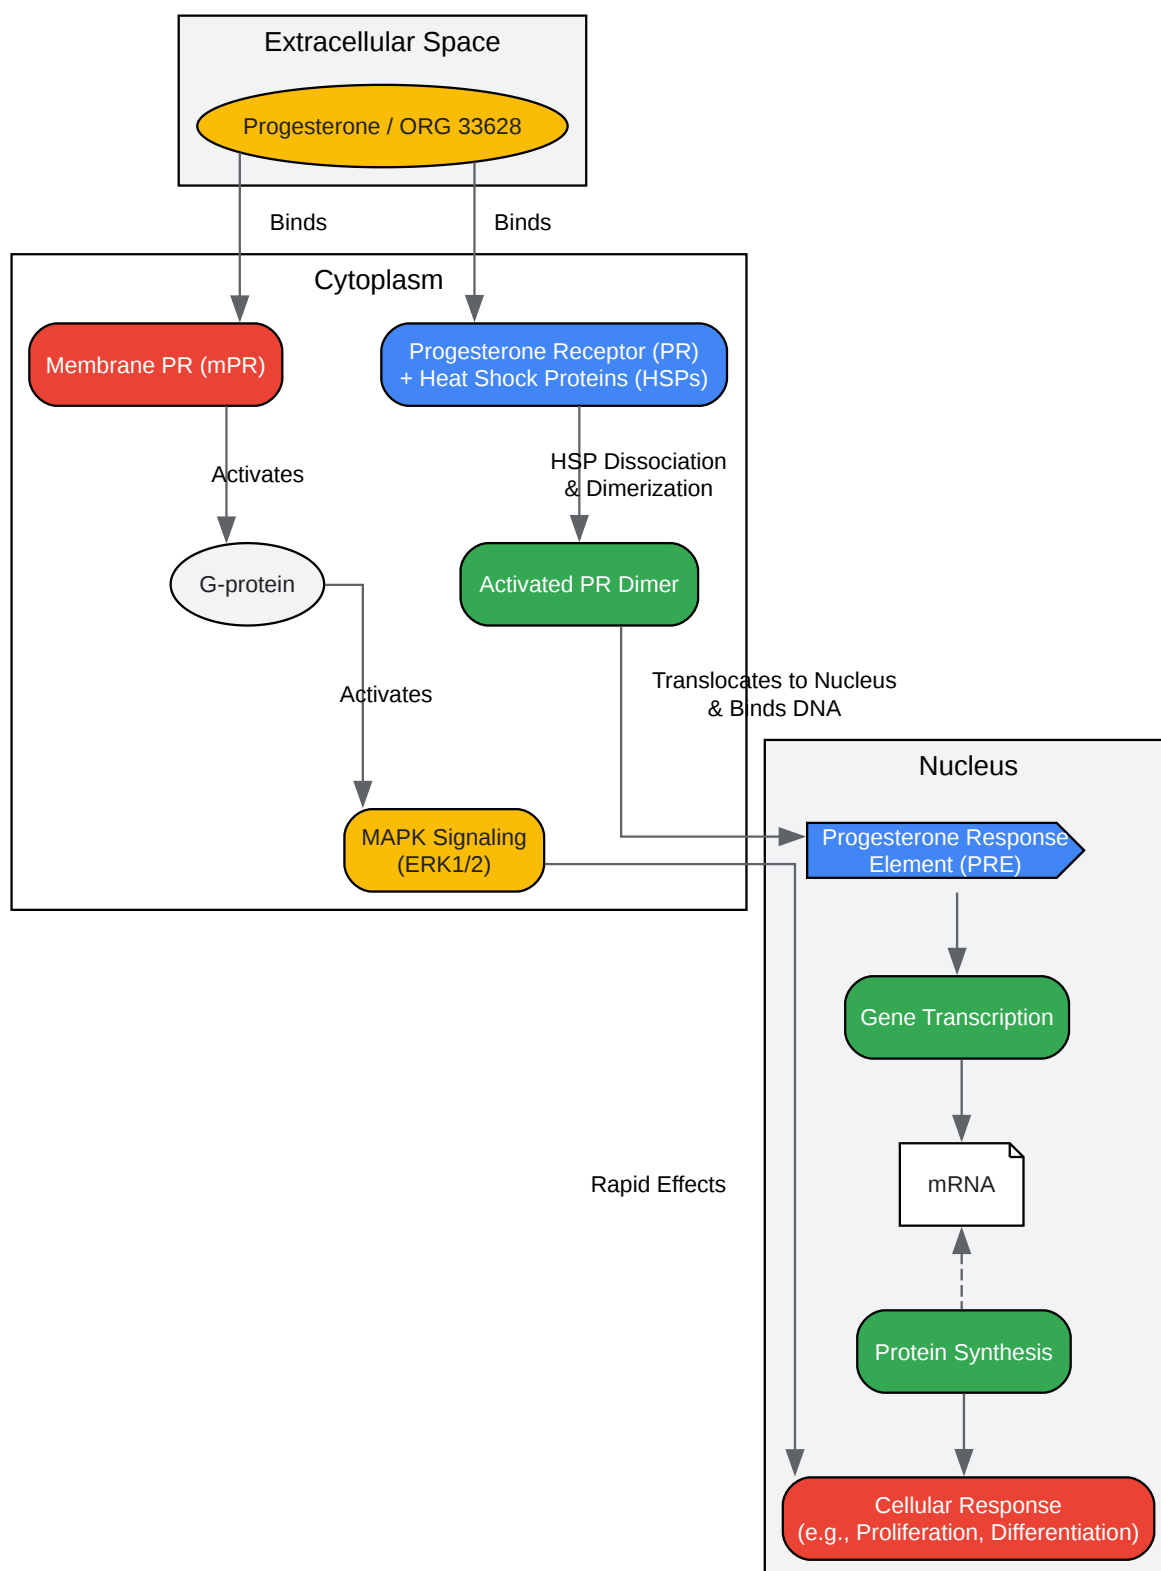 Extracellular Space
Progesterone / ORG 33628
Binds
Binds
Cytoplasm
Membrane PR (mPR)
Progesterone Receptor (PR)
+ Heat Shock Proteins (HSPs)
Activates
HSP Dissociation
& Dimerization
G-protein
Activated PR Dimer
Activates
Translocates to Nucleus
& Binds DNA
Nucleus
MAPK Signaling
(ERK1/2)
Progesterone Response
Element (PRE)
Gene Transcription
Rapid Effects
mRNA
Protein Synthesis
Cellular Response
(e.g., Proliferation, Differentiation)